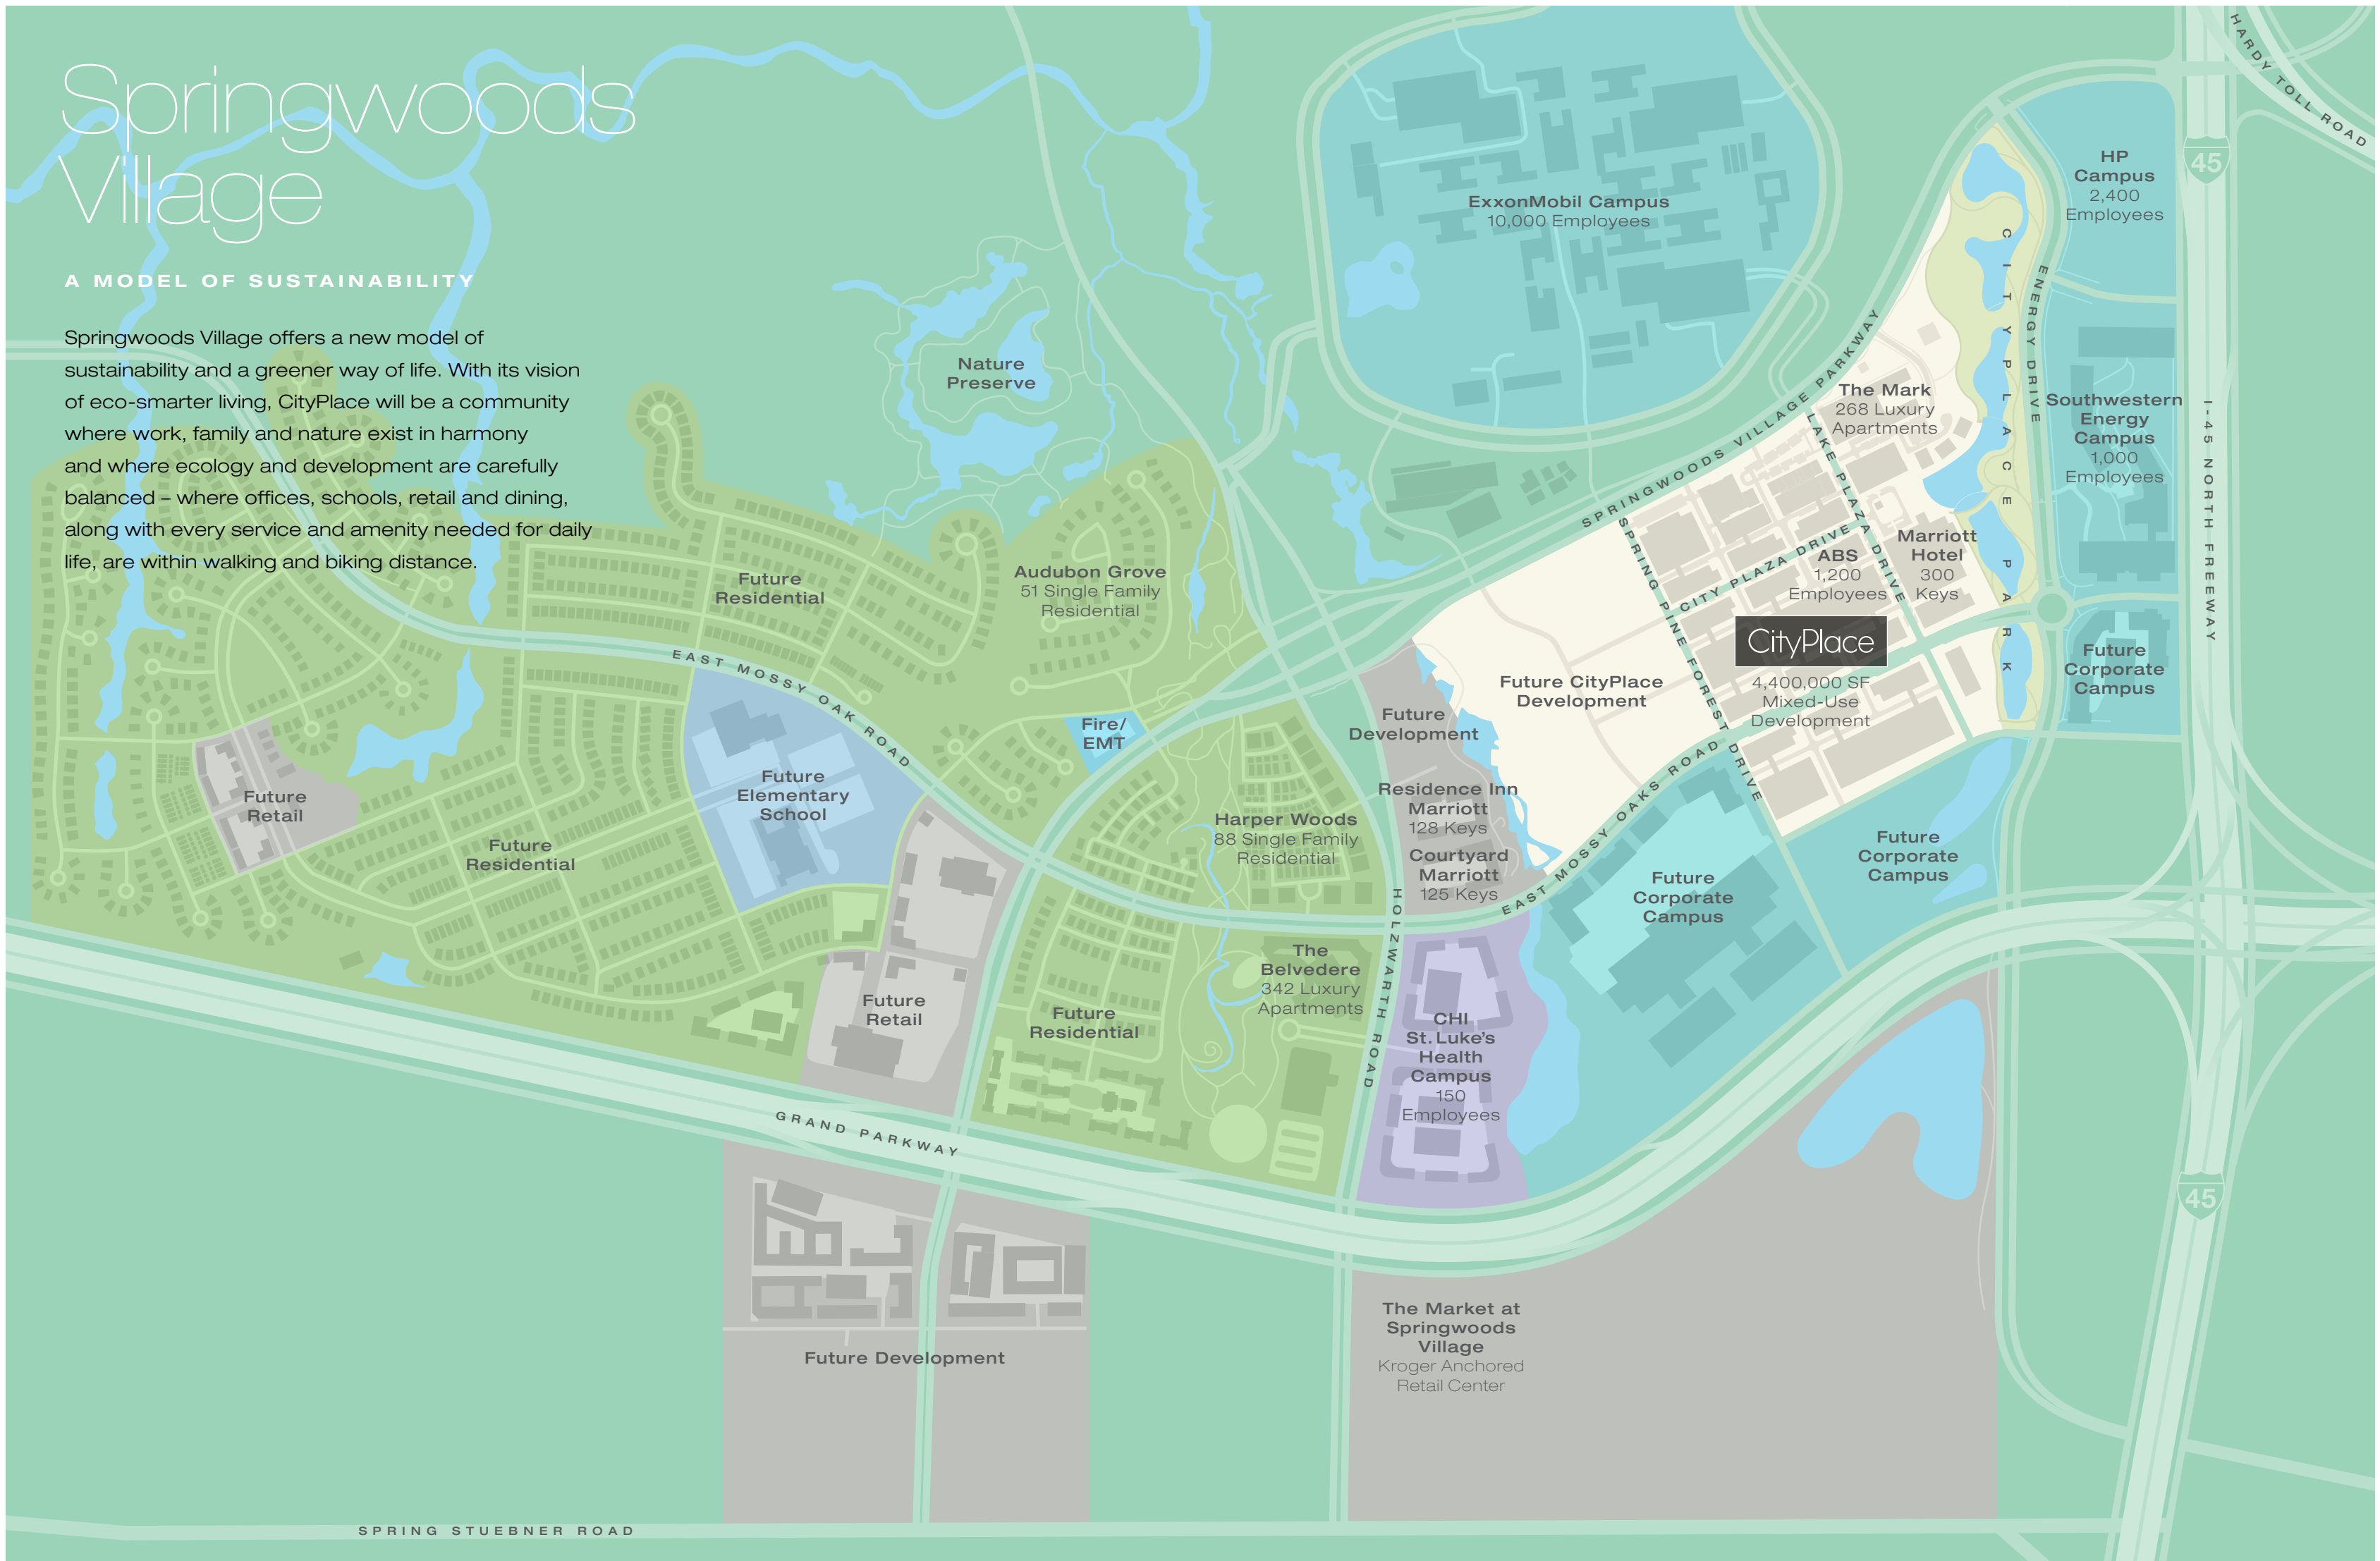 Springwoods
Village
A MODEL OF SUSTAINABILITY
Springwoods Village offers a new model of
sustainability and a greener way of life. With its vision
of eco-smarter living, CityPlace will be a community
where work, family and nature exist in harmony
and where ecology and development are carefully
balanced – where offices, schools, retail and dining,
along with every service and amenity needed for daily
life, are within walking and biking distance.
HARDY TOLL ROAD
45
HP
Campus
2,400
Employees
ExxonMobil Campus
10,000 Employees
CITYPLACE PARK
ENERGY DRIVE
I-45 NORTH FREEWAY
Nature
Preserve
SPRINGWOODS VILLAGE PARKWAY
The Mark
268 Luxury
Apartments
LAKE PLAZA DRIVE
Southwestern
Energy
Campus
1,000
Employees
SPRING PINE FOREST DRIVE
CITY PLAZA DRIVE
ABS
1,200
Employees
Marriott
Hotel
300
Keys
CityPlace
4,400,000 SF
Mixed-Use
Development
Future
Corporate
Campus
Future
Residential
Audubon Grove
51 Single Family
Residential
EAST MOSSY OAK ROAD
Fire/
EMT
Future CityPlace
Development
Future
Development
Future
Retail
Future
Residential
Future
Elementary
School
Harper Woods
88 Single Family
Residential
Residence Inn
Marriott
128 Keys
Courtyard
Marriott
125 Keys
EAST MOSSY OAKS ROAD
Future
Corporate
Campus
Future
Corporate
Campus
HOLZWARTH ROAD
Future
Retail
Future
Residential
The
Belvedere
342 Luxury
Apartments
CHI
St. Luke's
Health
Campus
150
Employees
GRAND PARKWAY
45
The Market at
Springwoods
Village
Kroger Anchored
Retail Center
Future Development
SPRING STUEBNER ROAD